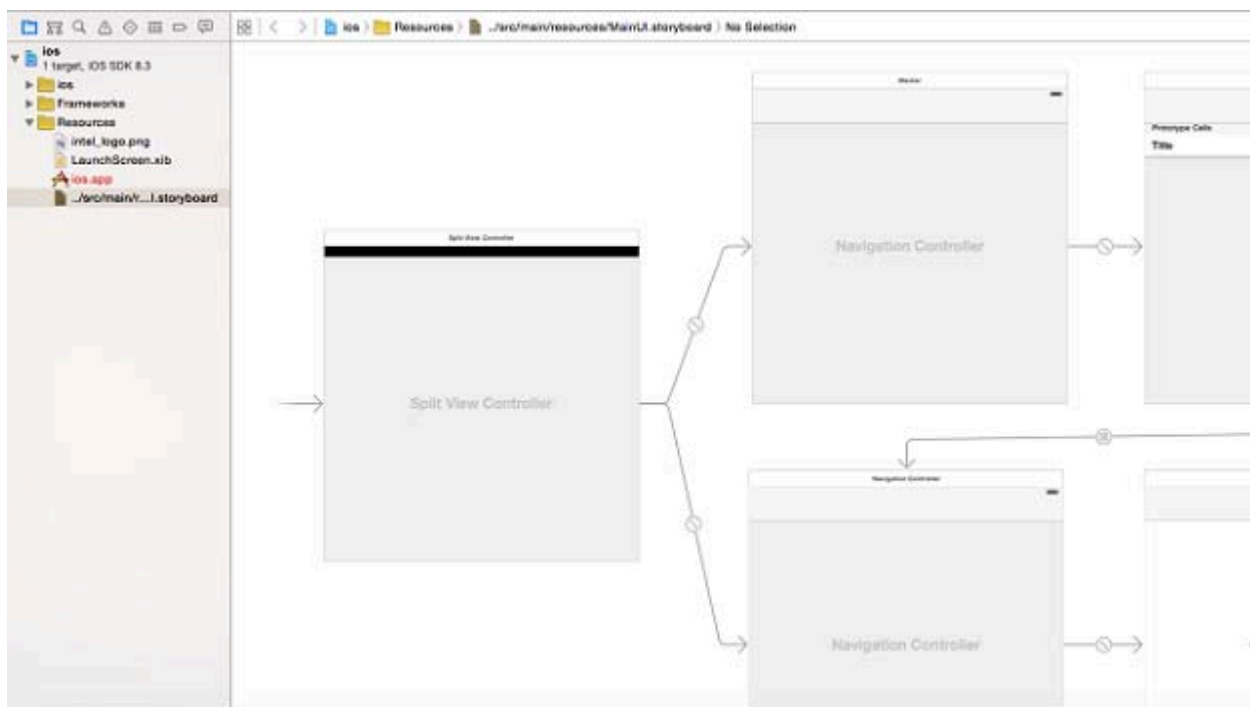 ios 〉 Resources 〉 ../src/main/resources/MainUI.storyboard 〉 No Selection
ios
1 target, iOS SDK 8.3
ios
Frameworks
Resources
intel_logo.png
LaunchScreen.xib
ios.app
../src/main/r...I.storyboard
Split View Controller
Split View Controller
Master
Navigation Controller
Prototype Cells
Title
Navigation Controller
Navigation Controller